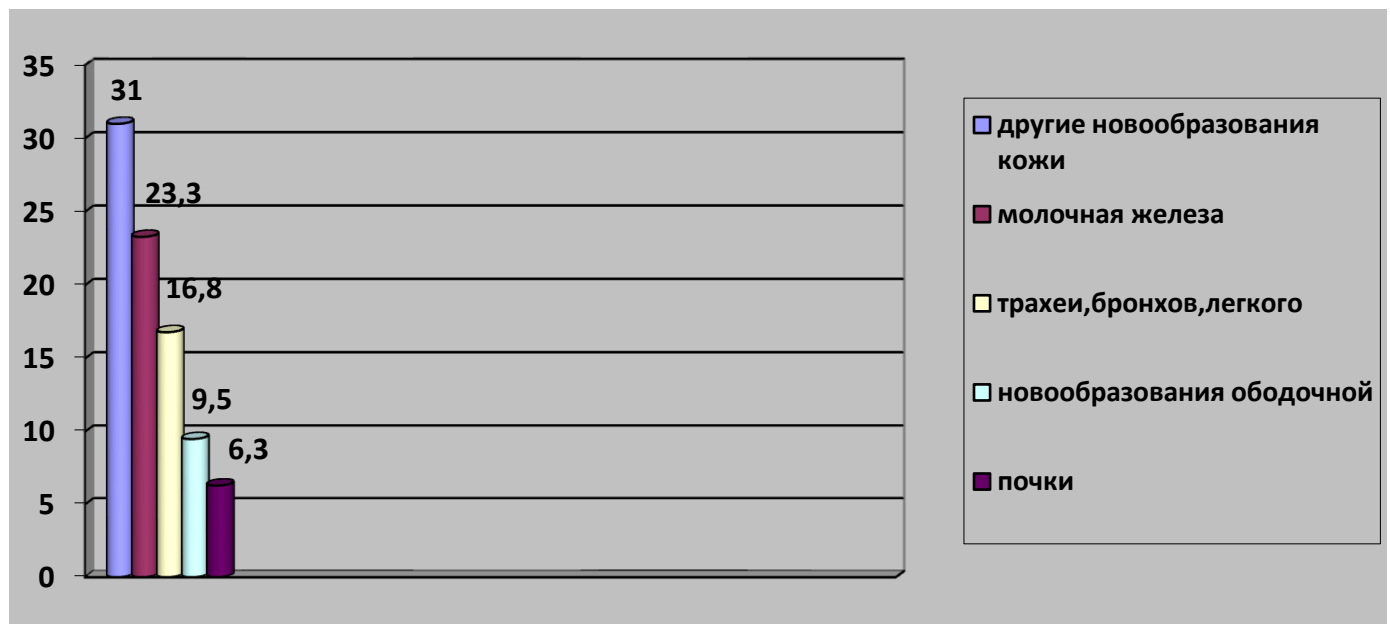 35
30
25
20
15
10
5
0
31
23,3
16,8
9,5
6,3
другие новообразования
кожи
молочная железа
трахеи,бронхов,легкого
новообразования ободочной
почки